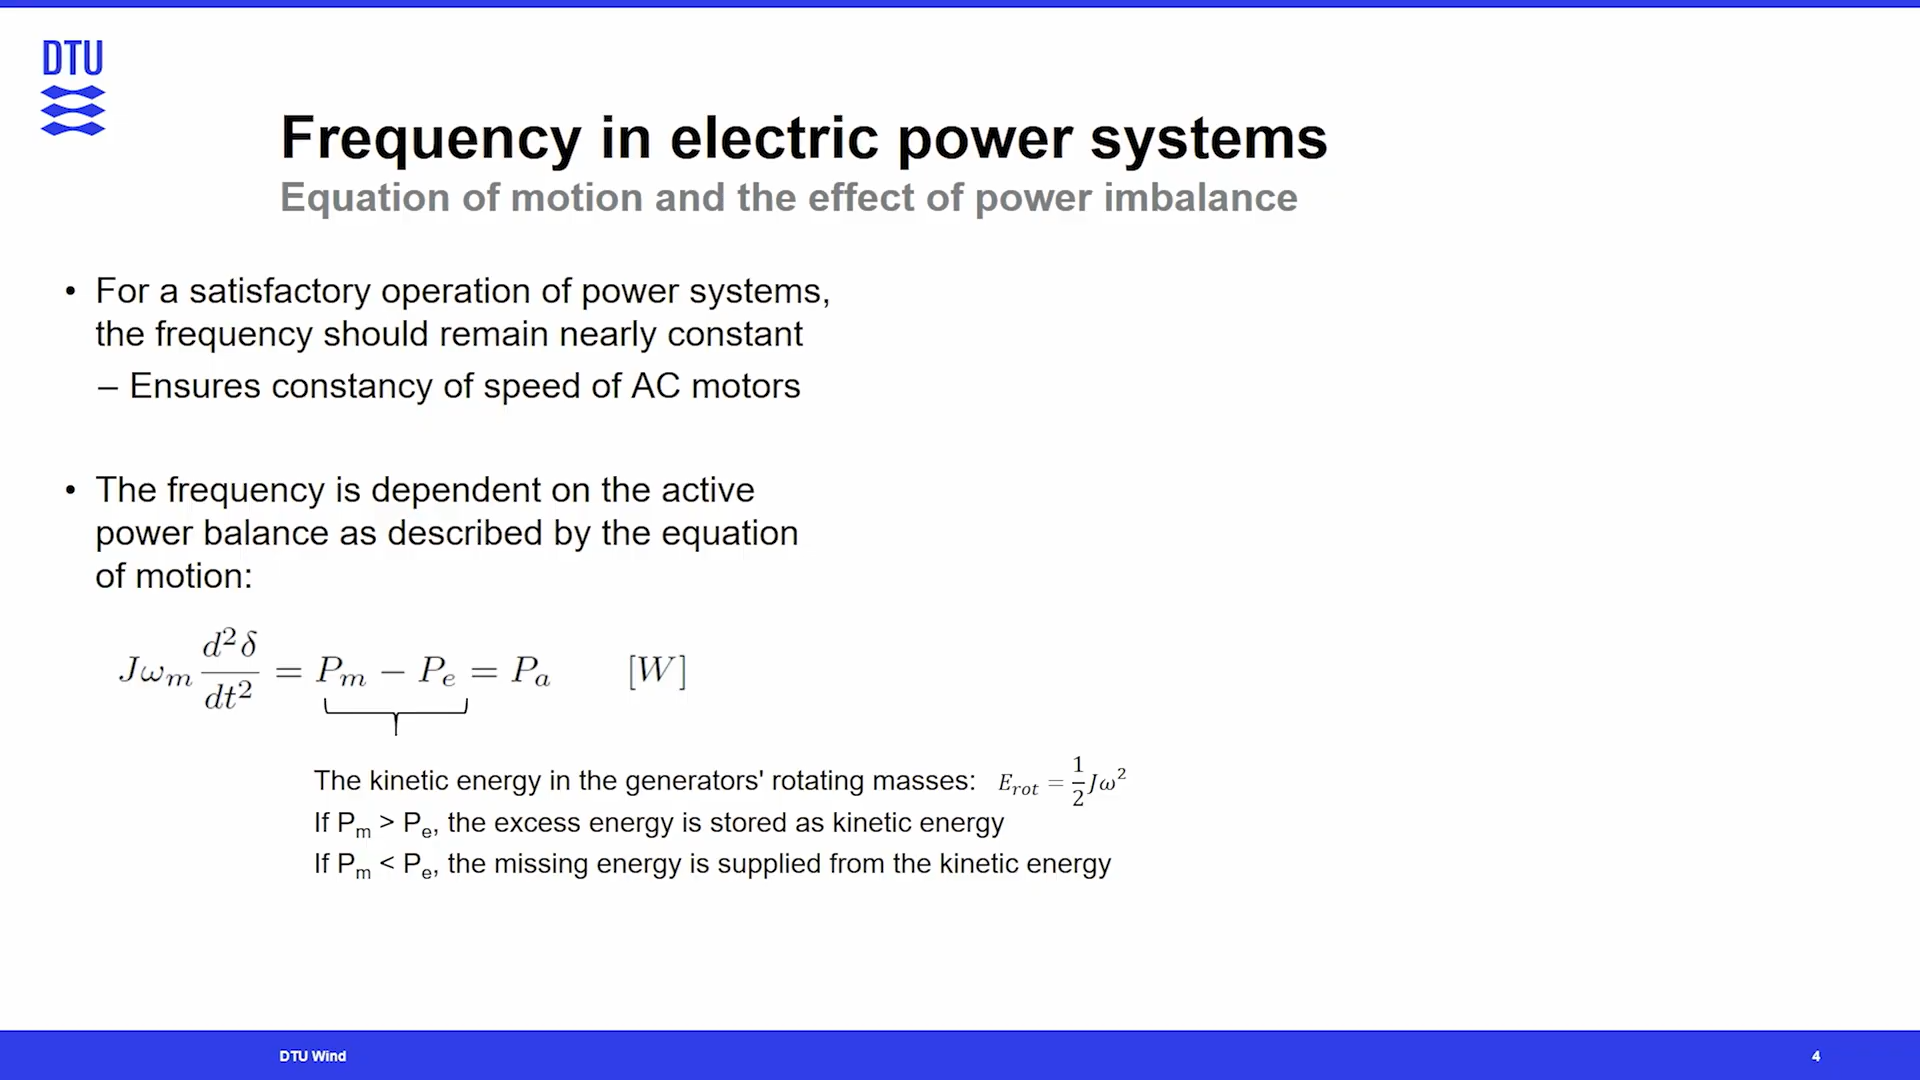 DTU
Frequency in electric power systems
Equation of motion and the effect of power imbalance
• For a satisfactory operation of power systems,
the frequency should remain nearly constant
– Ensures constancy of speed of AC motors
• The frequency is dependent on the active
power balance as described by the equation
of motion:
Jω_m d²δ/dt² = P_m − P_e = P_a [W]
The kinetic energy in the generators' rotating masses: E_rot = 1/2 Jω²
If P_m > P_e, the excess energy is stored as kinetic energy
If P_m < P_e, the missing energy is supplied from the kinetic energy
DTU Wind
4